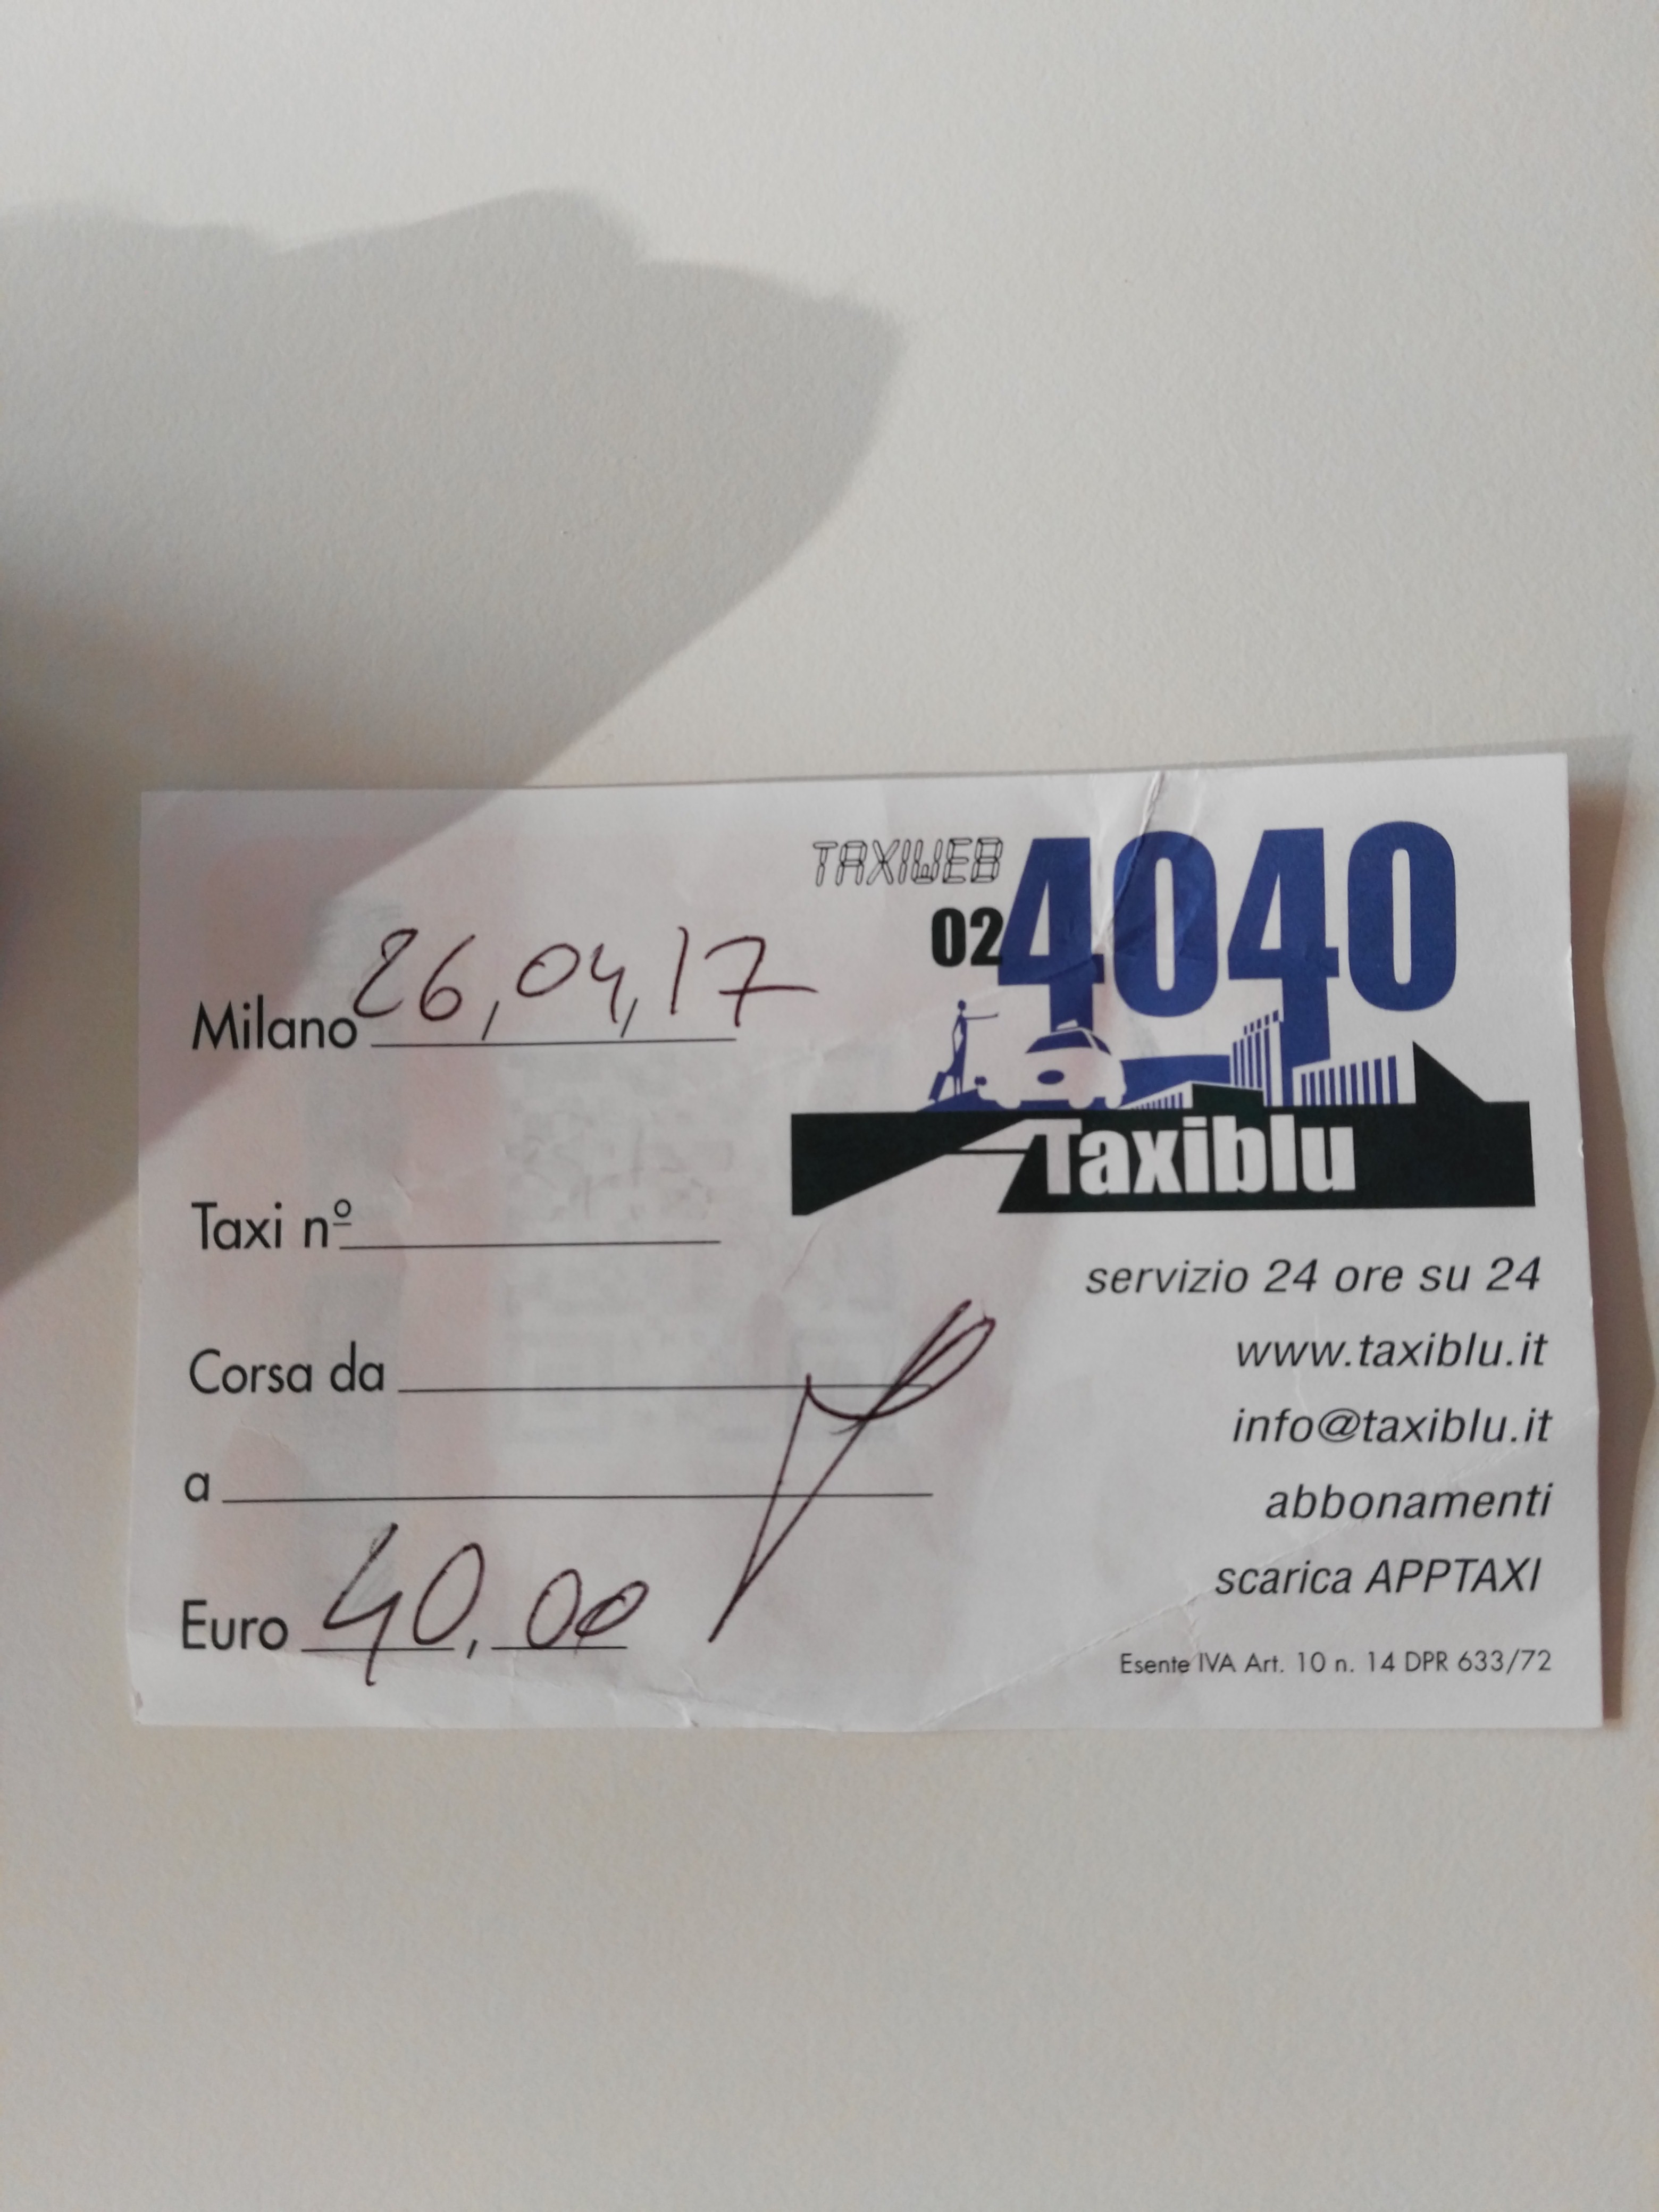 TAXIWEB
02 4040
Taxiblu
Milano 26,04,17
Taxi nº
Corsa da
a
Euro 40,00
servizio 24 ore su 24
www.taxiblu.it
info@taxiblu.it
abbonamenti
scarica APPTAXI
Esente IVA Art. 10 n. 14 DPR 633/72